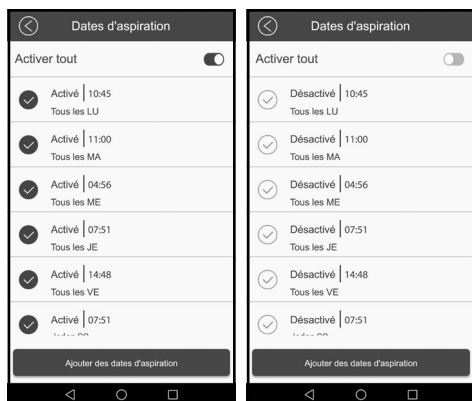 Dates d'aspiration
Activer tout
Activé | 10:45
Tous les LU
Activé | 11:00
Tous les MA
Activé | 04:56
Tous les ME
Activé | 07:51
Tous les JE
Activé | 14:48
Tous les VE
Activé | 07:51
Ajouter des dates d'aspiration
Dates d'aspiration
Activer tout
Désactivé | 10:45
Tous les LU
Désactivé | 11:00
Tous les MA
Désactivé | 04:56
Tous les ME
Désactivé | 07:51
Tous les JE
Désactivé | 14:48
Tous les VE
Désactivé | 07:51
Ajouter des dates d'aspiration